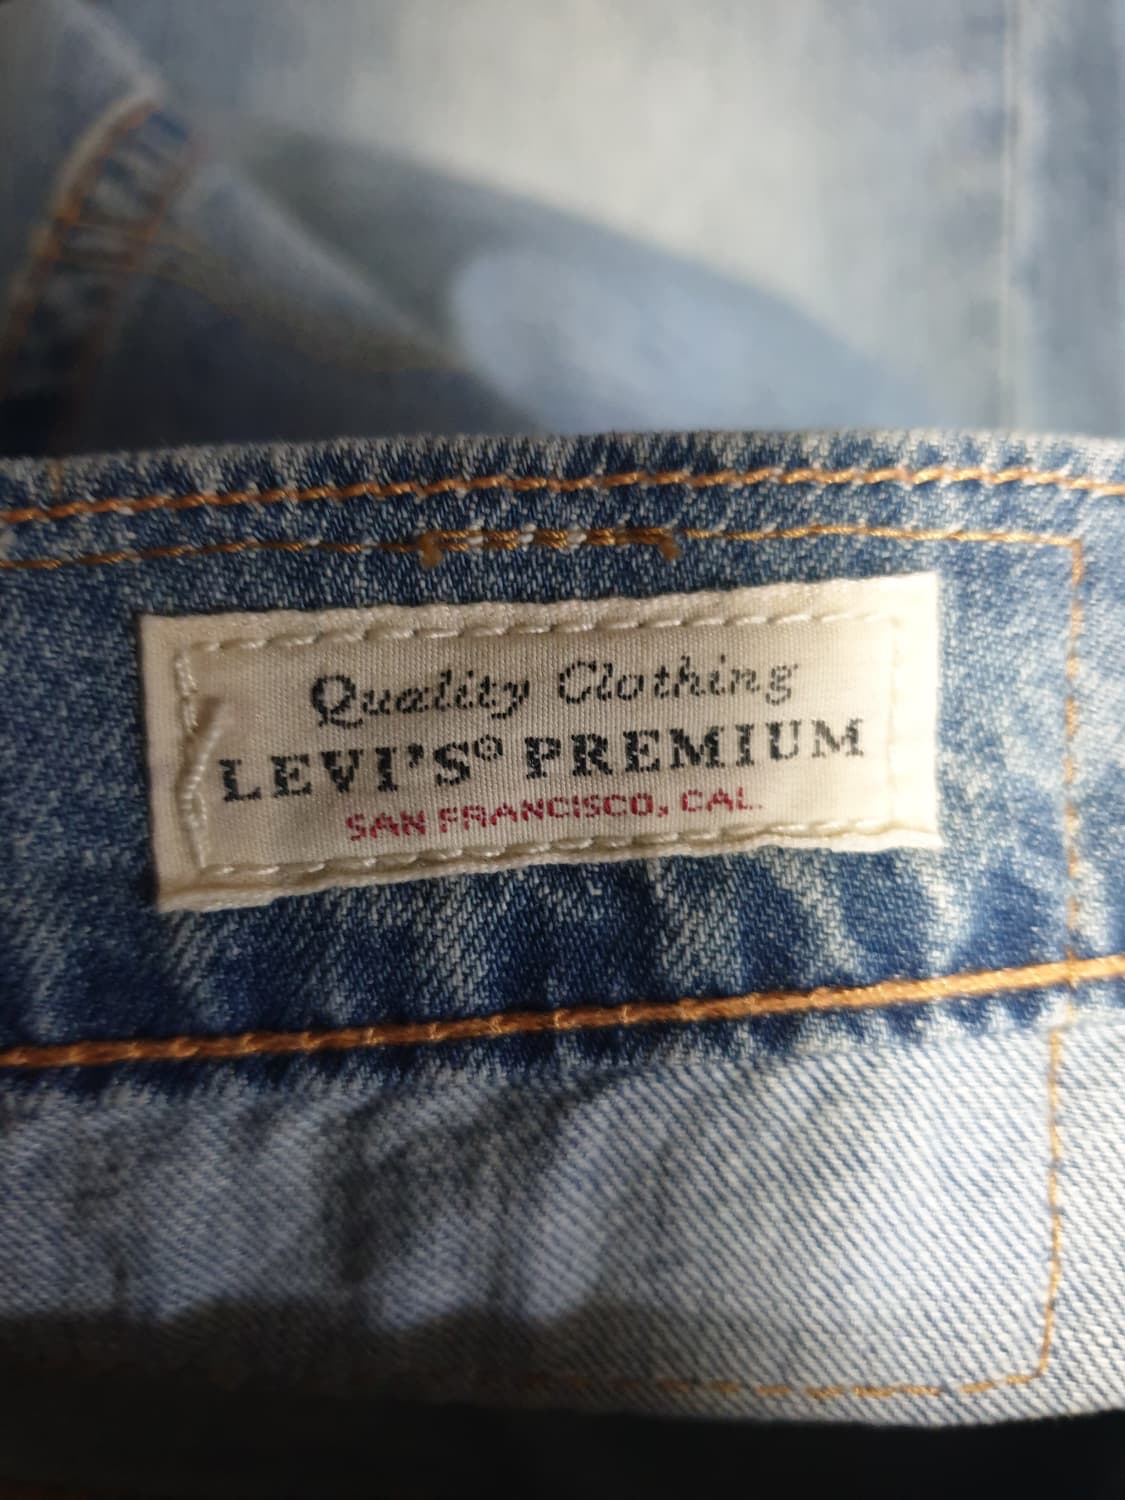 Quality Clothing
LEVI'S® PREMIUM
SAN FRANCISCO, CAL.